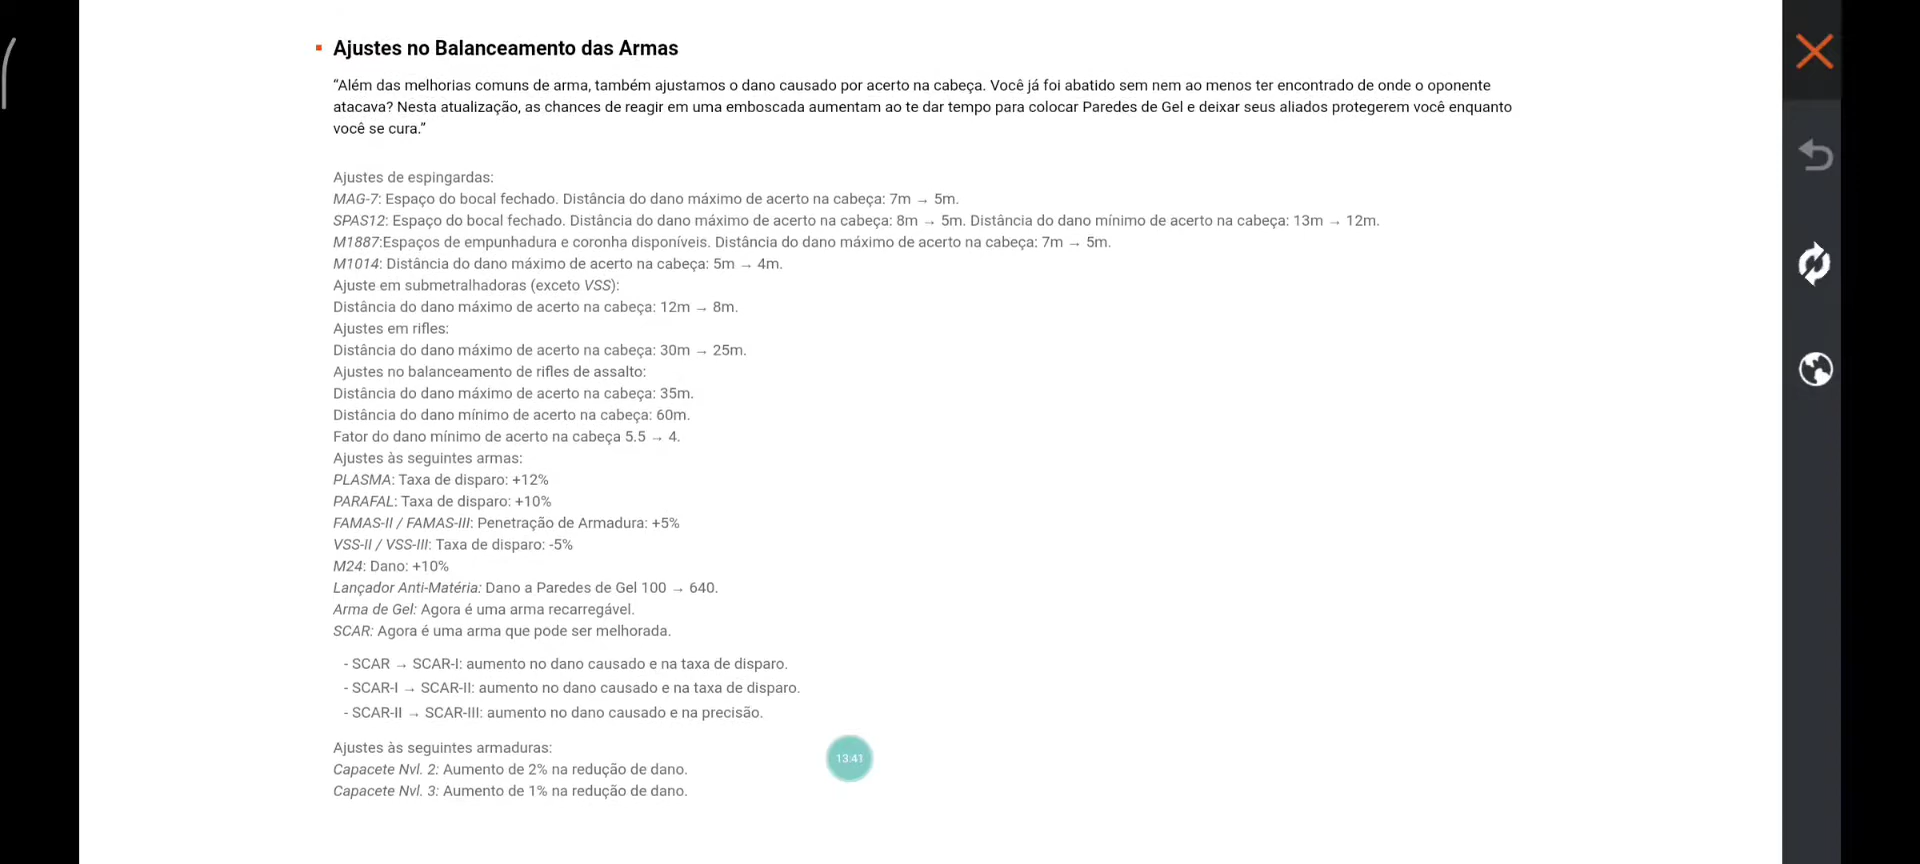 Ajustes no Balanceamento das Armas
“Além das melhorias comuns de arma, também ajustamos o dano causado por acerto na cabeça. Você já foi abatido sem nem ao menos ter encontrado de onde o oponente
atacava? Nesta atualização, as chances de reagir em uma emboscada aumentam ao te dar tempo para colocar Paredes de Gel e deixar seus aliados protegerem você enquanto
você se cura.”
Ajustes de espingardas:
MAG-7: Espaço do bocal fechado. Distância do dano máximo de acerto na cabeça: 7m → 5m.
SPAS12: Espaço do bocal fechado. Distância do dano máximo de acerto na cabeça: 8m → 5m. Distância do dano mínimo de acerto na cabeça: 13m → 12m.
M1887:Espaços de empunhadura e coronha disponíveis. Distância do dano máximo de acerto na cabeça: 7m → 5m.
M1014: Distância do dano máximo de acerto na cabeça: 5m → 4m.
Ajuste em submetralhadoras (exceto VSS):
Distância do dano máximo de acerto na cabeça: 12m → 8m.
Ajustes em rifles:
Distância do dano máximo de acerto na cabeça: 30m → 25m.
Ajustes no balanceamento de rifles de assalto:
Distância do dano máximo de acerto na cabeça: 35m.
Distância do dano mínimo de acerto na cabeça: 60m.
Fator do dano mínimo de acerto na cabeça 5.5 → 4.
Ajustes às seguintes armas:
PLASMA: Taxa de disparo: +12%
PARAFAL: Taxa de disparo: +10%
FAMAS-II / FAMAS-III: Penetração de Armadura: +5%
VSS-II / VSS-III: Taxa de disparo: -5%
M24: Dano: +10%
Lançador Anti-Matéria: Dano a Paredes de Gel 100 → 640.
Arma de Gel: Agora é uma arma recarregável.
SCAR: Agora é uma arma que pode ser melhorada.
- SCAR → SCAR-I: aumento no dano causado e na taxa de disparo.
- SCAR-I → SCAR-II: aumento no dano causado e na taxa de disparo.
- SCAR-II → SCAR-III: aumento no dano causado e na precisão.
Ajustes às seguintes armaduras:
13:41
Capacete Nvl. 2: Aumento de 2% na redução de dano.
Capacete Nvl. 3: Aumento de 1% na redução de dano.